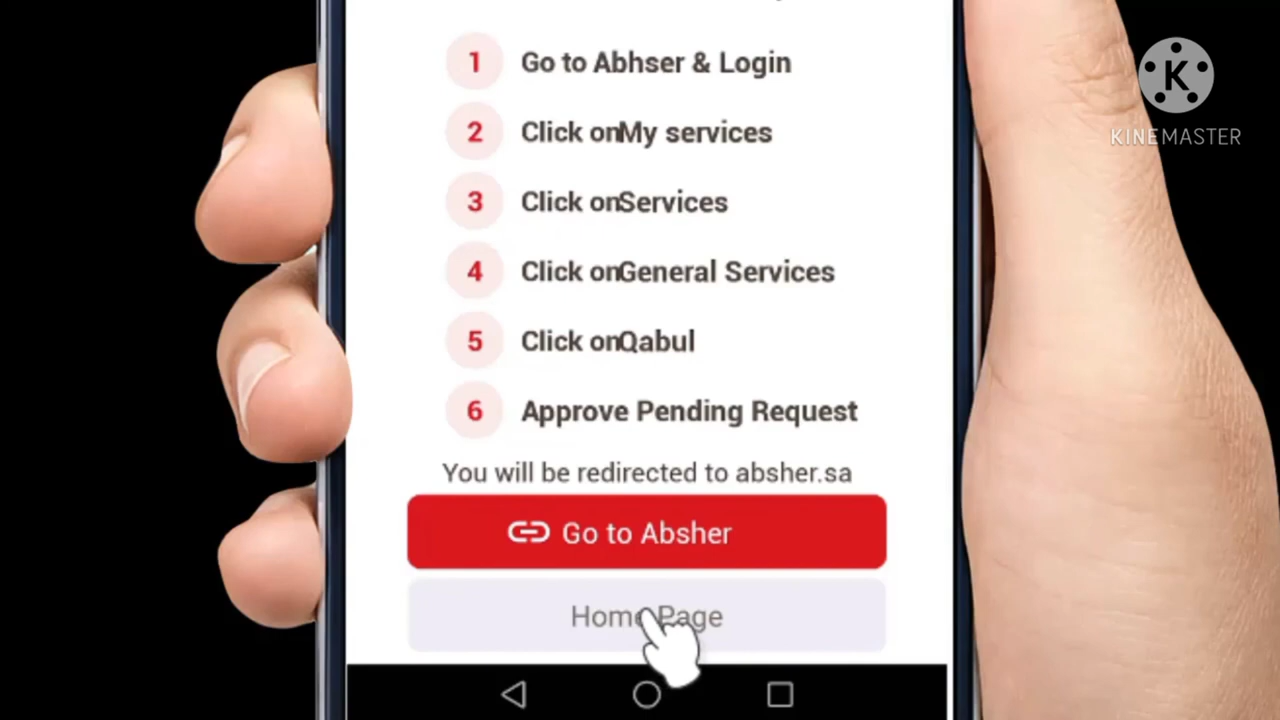 1 Go to Abhser & Login
2 Click onMy services
3 Click onServices
4 Click onGeneral Services
5 Click onQabul
6 Approve Pending Request
You will be redirected to absher.sa
Go to Absher
Home Page
K
KINEMASTER